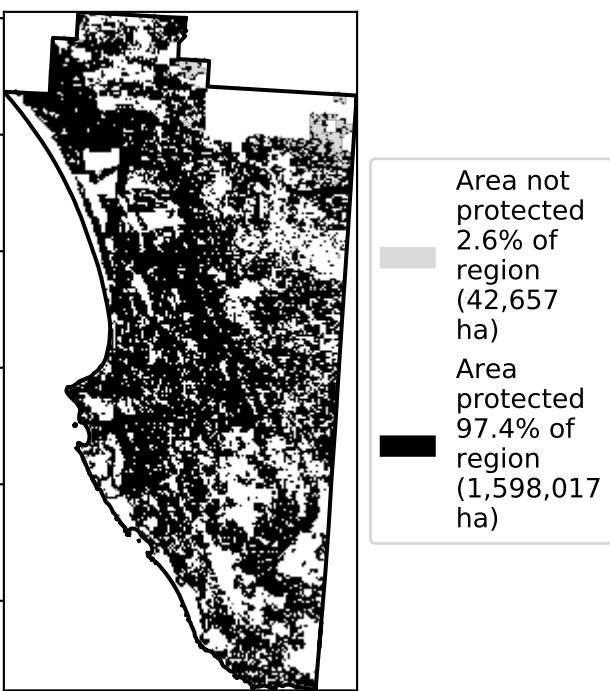 Area not
protected
2.6% of
region
(42,657
ha)
Area
protected
97.4% of
region
(1,598,017
ha)